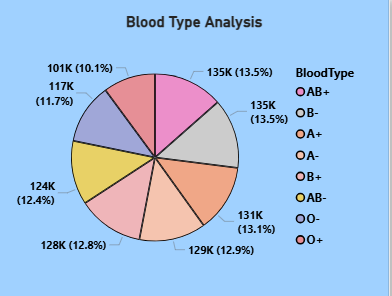 Blood Type Analysis
101K (10.1%)
135K (13.5%)
BloodType
AB+
B-
A+
A-
B+
AB-
O-
O+
117K
(11.7%)
135K
(13.5%)
124K
(12.4%)
131K
(13.1%)
128K (12.8%)
129K (12.9%)